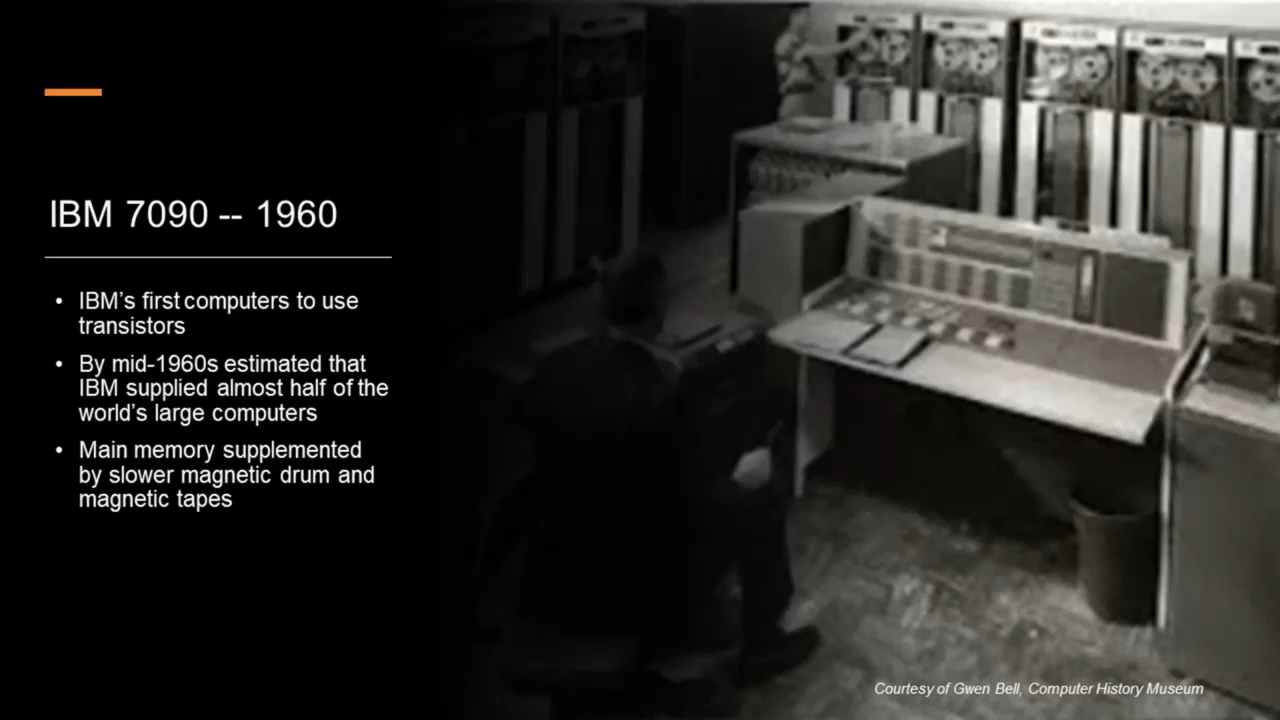 IBM 7090 -- 1960
• IBM's first computers to use
transistors
• By mid-1960s estimated that
IBM supplied almost half of the
world's large computers
• Main memory supplemented
by slower magnetic drum and
magnetic tapes
Courtesy of Gwen Bell, Computer History Museum